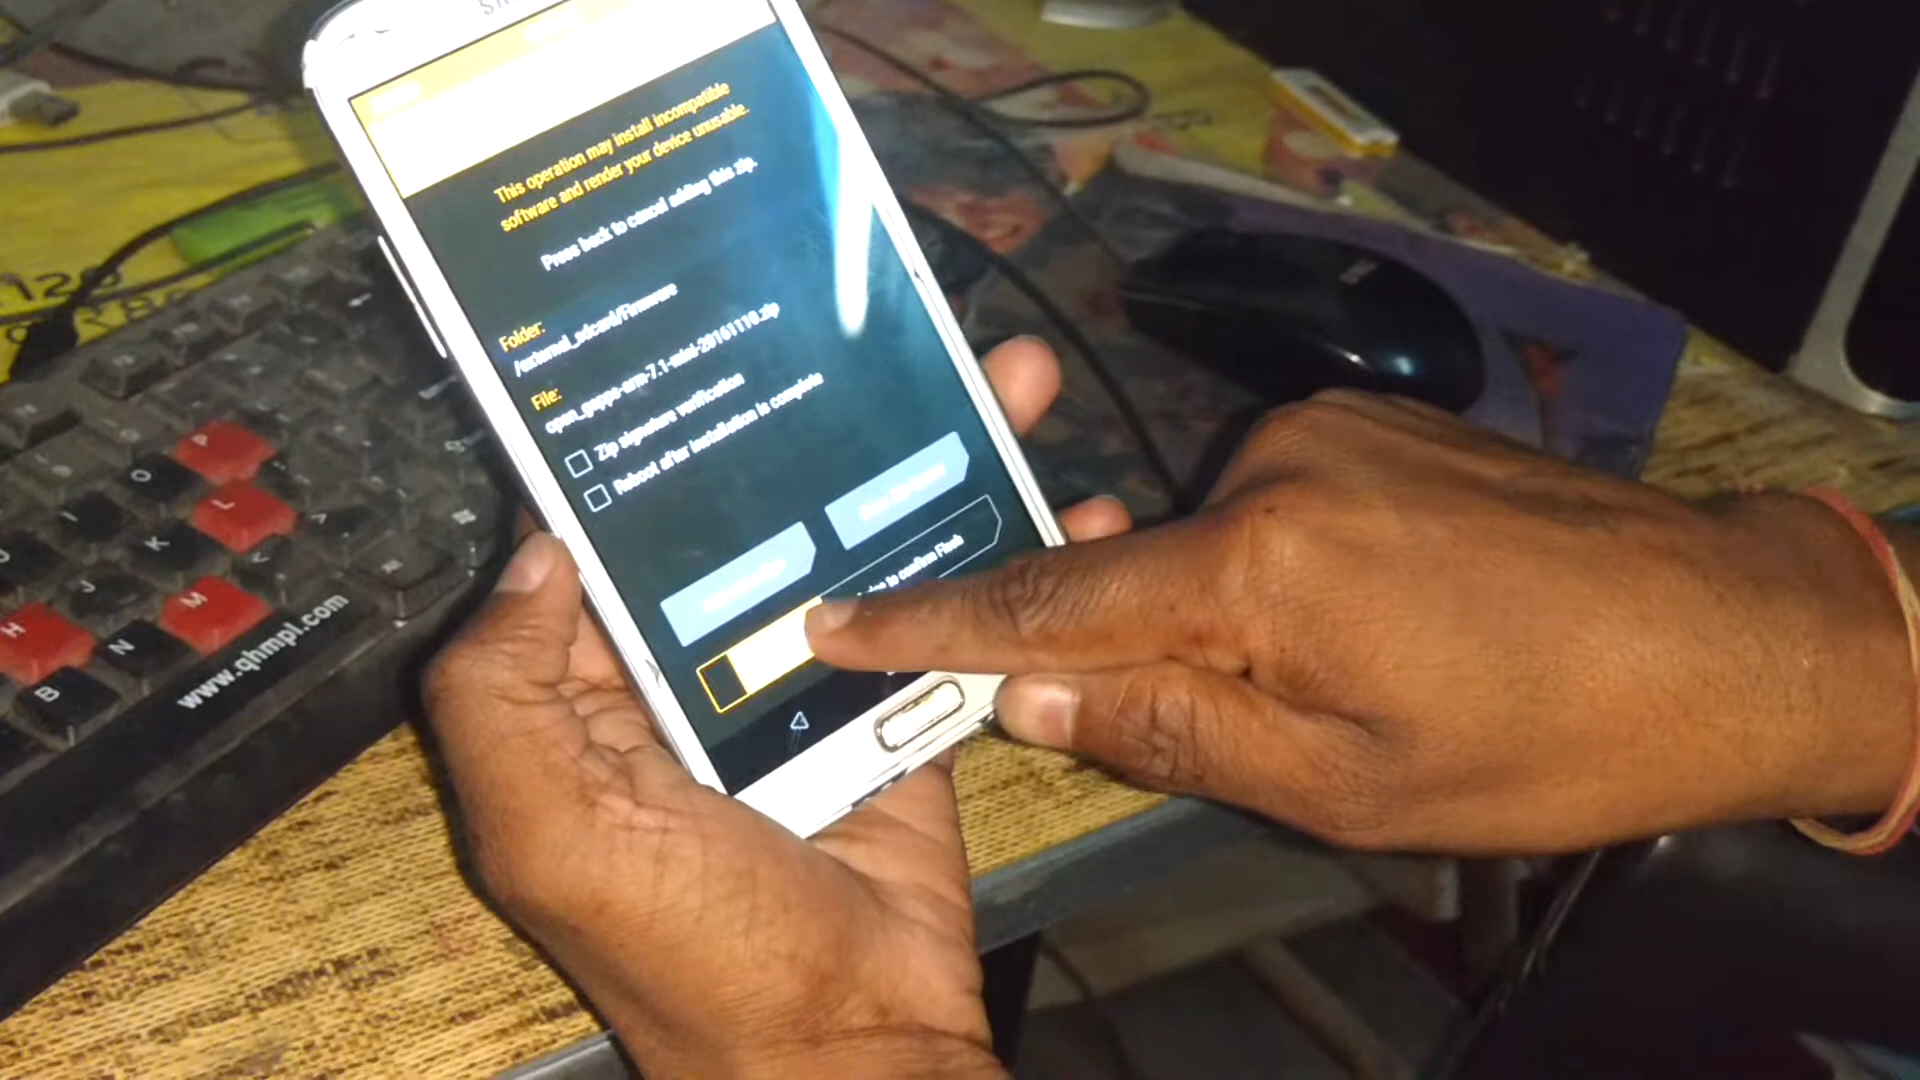 This operation may install incompatible
software and render your device unusable.
Press back to cancel adding this zip.
Folder:
/external_sdcard/Firmware
File:
open_gapps-arm-7.1-mini-20161110.zip
Zip signature verification
Reboot after installation is complete
to confirm Flash
P
O
L
I
K
J
M
H
N
B
www.qhmpl.com